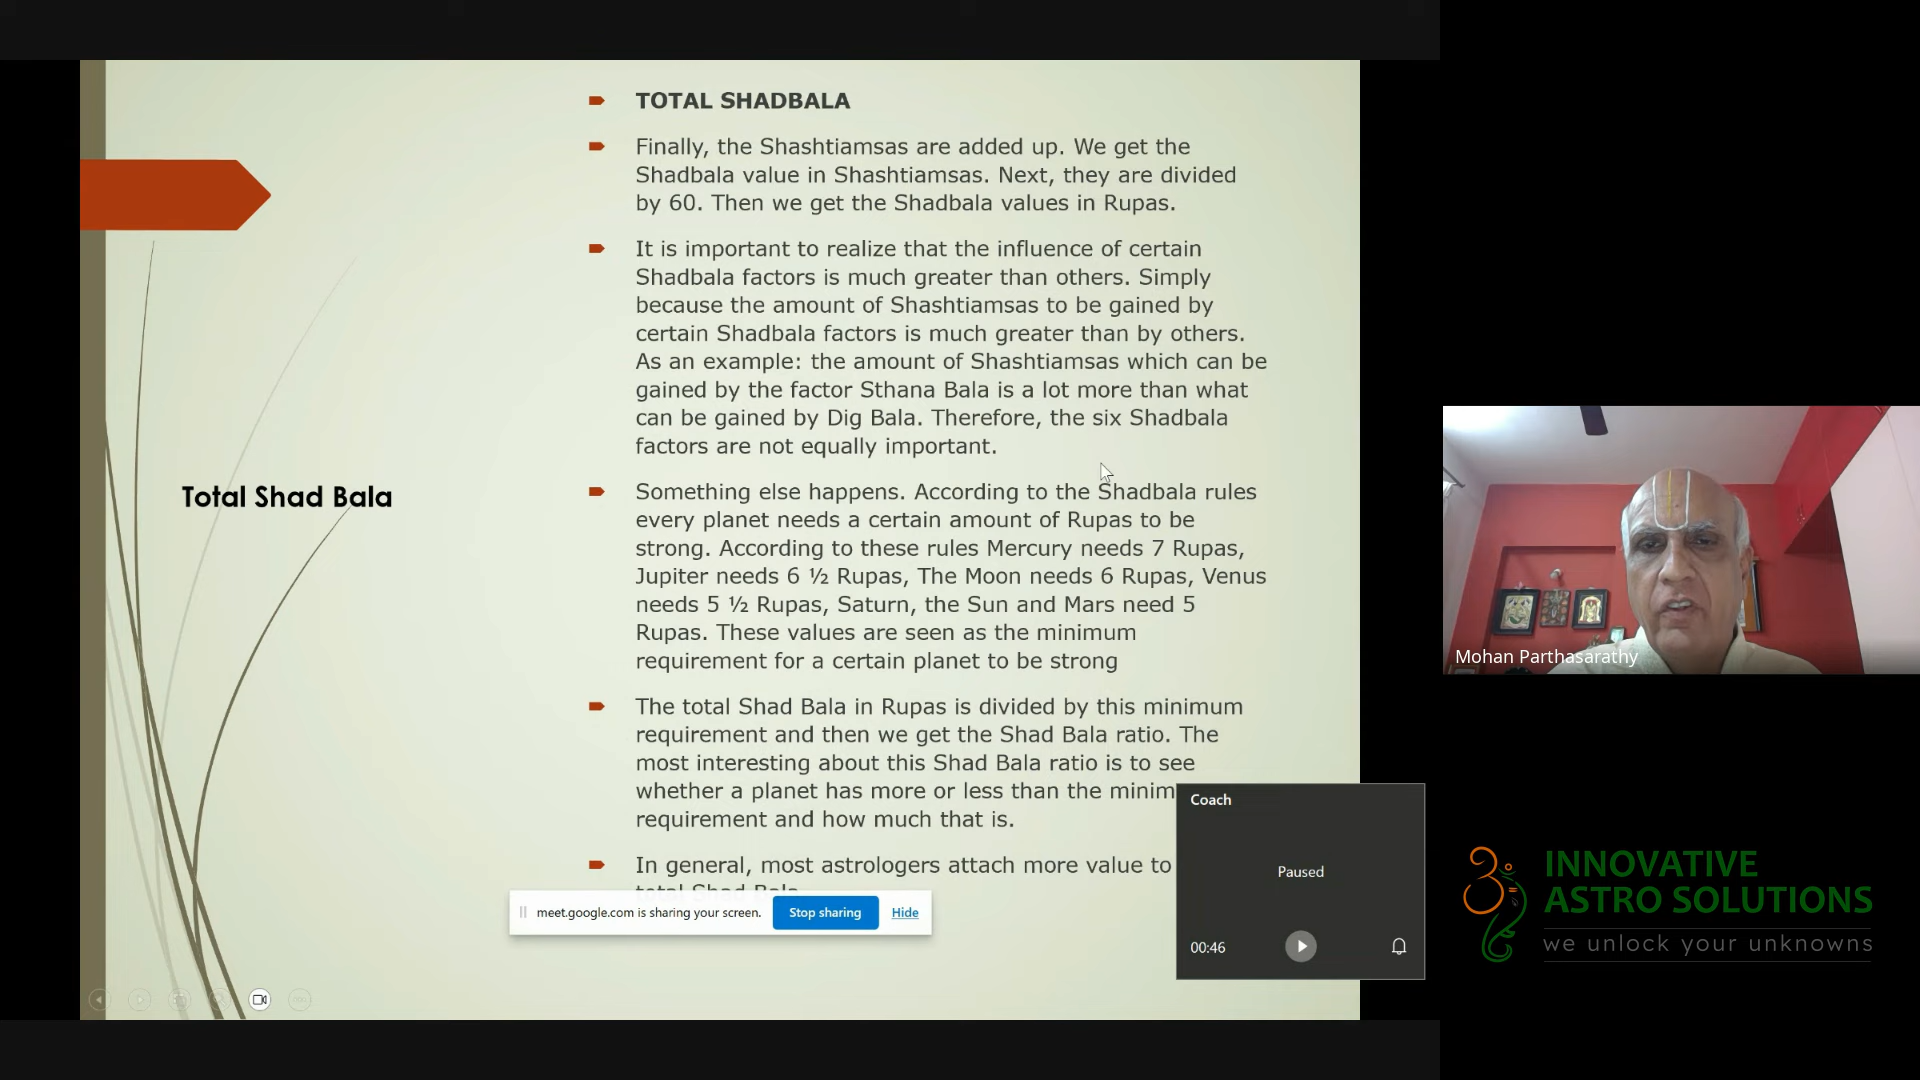 TOTAL SHADBALA
Finally, the Shashtiamsas are added up. We get the
Shadbala value in Shashtiamsas. Next, they are divided
by 60. Then we get the Shadbala values in Rupas.
It is important to realize that the influence of certain
Shadbala factors is much greater than others. Simply
because the amount of Shashtiamsas to be gained by
certain Shadbala factors is much greater than by others.
As an example: the amount of Shashtiamsas which can be
gained by the factor Sthana Bala is a lot more than what
can be gained by Dig Bala. Therefore, the six Shadbala
factors are not equally important.
Total Shad Bala
Something else happens. According to the Shadbala rules
every planet needs a certain amount of Rupas to be
strong. According to these rules Mercury needs 7 Rupas,
Jupiter needs 6 ½ Rupas, The Moon needs 6 Rupas, Venus
needs 5 ½ Rupas, Saturn, the Sun and Mars need 5
Rupas. These values are seen as the minimum
requirement for a certain planet to be strong
The total Shad Bala in Rupas is divided by this minimum
requirement and then we get the Shad Bala ratio. The
most interesting about this Shad Bala ratio is to see
whether a planet has more or less than the minim
requirement and how much that is.
In general, most astrologers attach more value to
total Shad Bala
meet.google.com is sharing your screen.
Stop sharing
Hide
Coach
Paused
00:46
Mohan Parthasarathy
INNOVATIVE
ASTRO SOLUTIONS
we unlock your unknowns